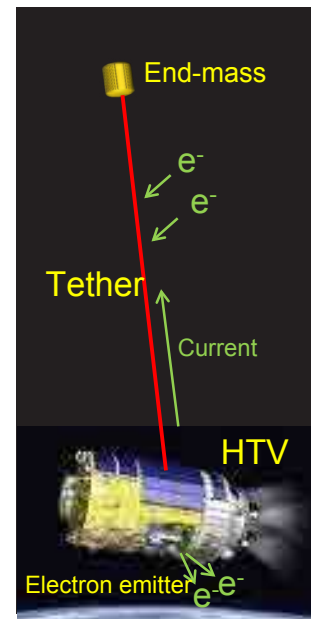 End-mass
e-
e-
Tether
Current
HTV
Electron emitter
e-
e-